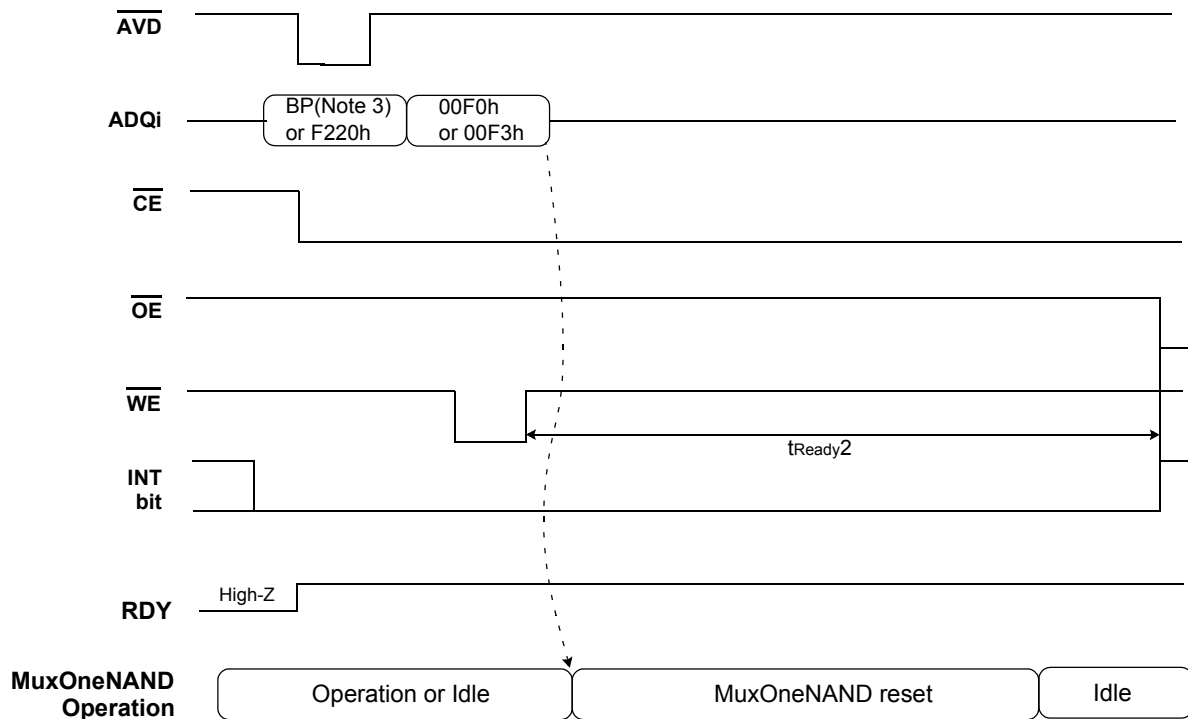 AVD
ADQi
BP(Note 3)
or F220h
00F0h
or 00F3h
CE
OE
WE
tReady2
INT
bit
High-Z
RDY
MuxOneNAND
Operation
Operation or Idle
MuxOneNAND reset
Idle